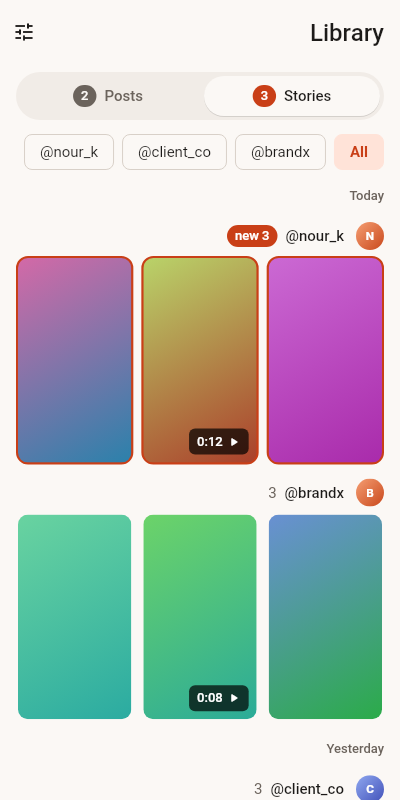 Library
2 Posts
3 Stories
@nour_k
@client_co
@brandx
All
Today
new 3 @nour_k N
0:12
3 @brandx B
0:08
Yesterday
3 @client_co C